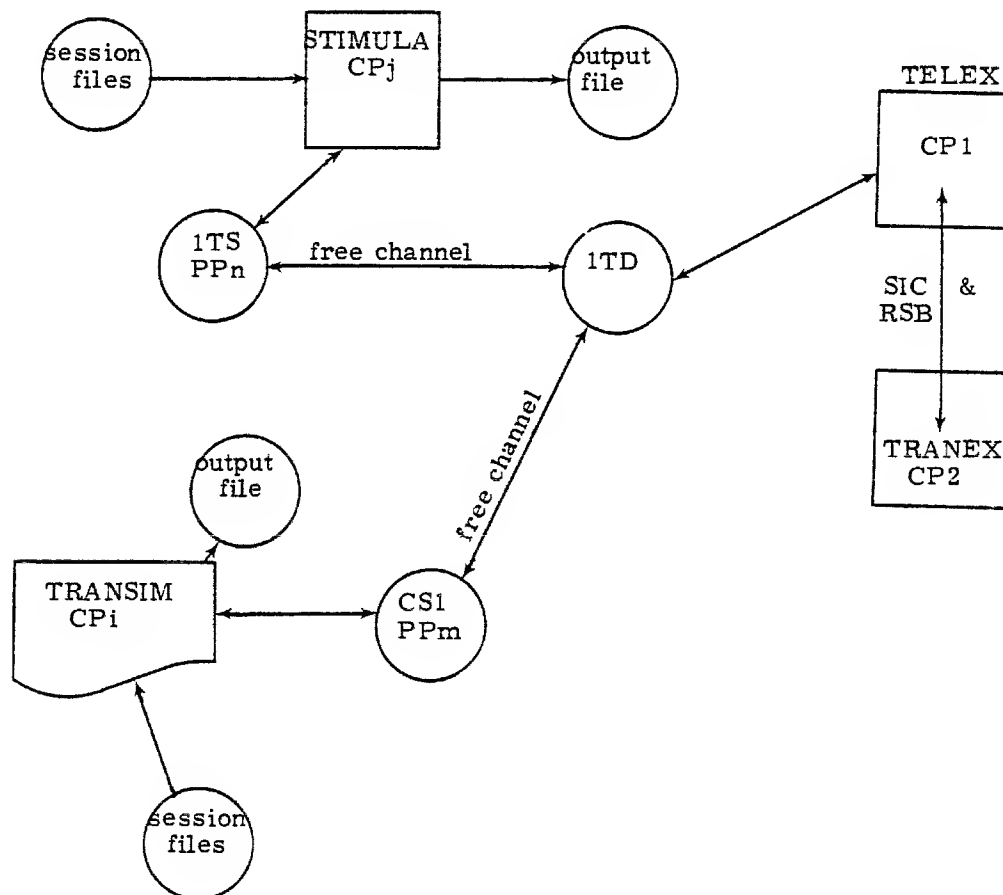 session
files
STIMULA
CPj
output
file
TELEX
CP1
1TS
PPn
free channel
1TD
SIC &
RSB
free channel
TRANEX
CP2
output
file
TRANSIM
CPi
CS1
PPm
session
files